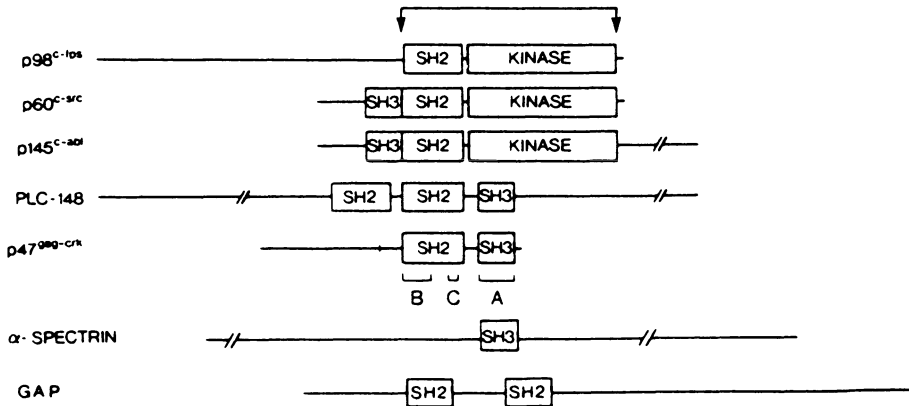 p98c-fps SH2 KINASE
p60c-src SH3 SH2 KINASE
p145c-abl SH3 SH2 KINASE
PLC-148 SH2 SH2 SH3
p47gag-crk SH2 SH3
B C A
α-SPECTRIN SH3
GAP SH2 SH2